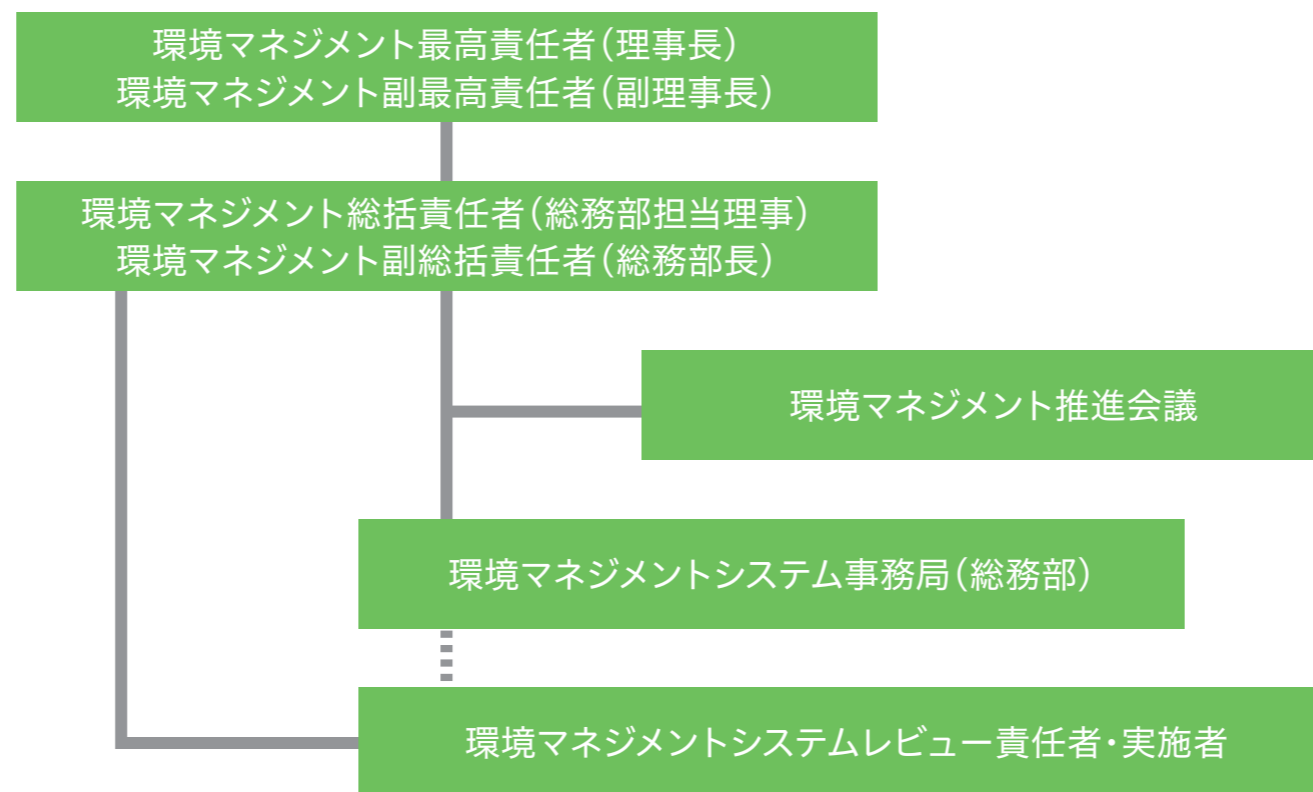 環境マネジメント最高責任者(理事長)
環境マネジメント副最高責任者(副理事長)
環境マネジメント総括責任者(総務部担当理事)
環境マネジメント副総括責任者(総務部長)
環境マネジメント推進会議
環境マネジメントシステム事務局(総務部)
環境マネジメントシステムレビュー責任者・実施者